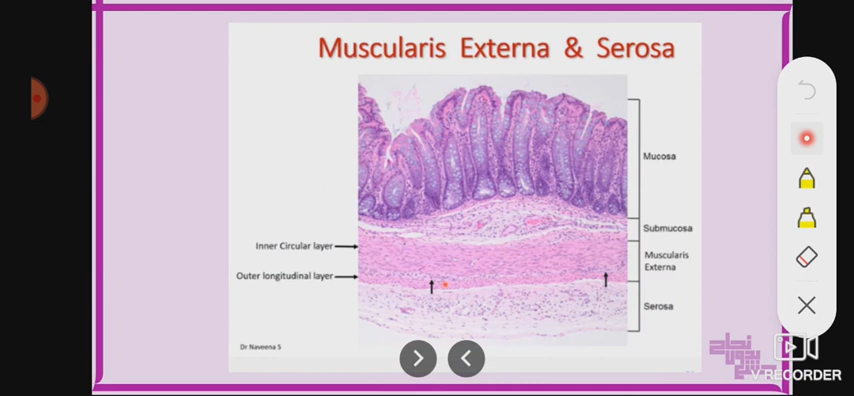 Muscularis Externa & Serosa
Mucosa
Submucosa
Inner Circular layer
Muscularis
Externa
Outer longitudinal layer
Serosa
Dr Naveena S
V RECORDER